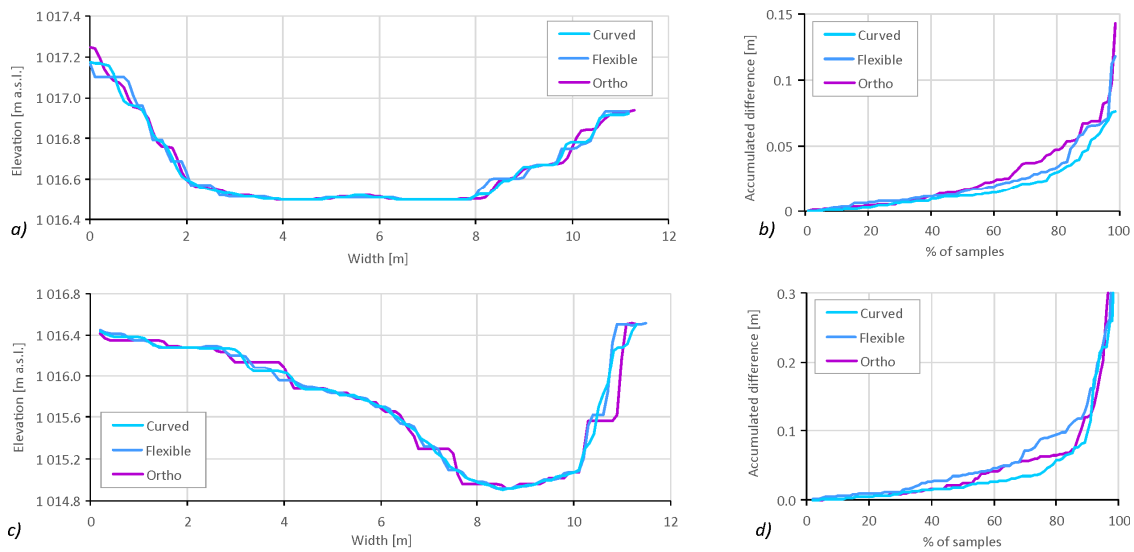 Elevation [m a.s.l.]
1 017.4
1 017.2
1 017.0
1 016.8
1 016.6
1 016.4
0
2
4
6
8
10
12
Width [m]
Curved
Flexible
Ortho
a)
Accumulated difference [m]
0.15
0.10
0.05
0
0
20
40
60
80
100
% of samples
Curved
Flexible
Ortho
b)
Elevation [m a.s.l.]
1 016.8
1 016.4
1 016.0
1 015.6
1 015.2
1 014.8
0
2
4
6
8
10
12
Width [m]
Curved
Flexible
Ortho
c)
Accumulated difference [m]
0.3
0.2
0.1
0.0
0
20
40
60
80
100
% of samples
Curved
Flexible
Ortho
d)